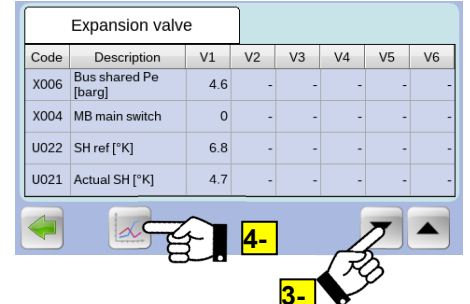 Expansion valve
Code Description V1 V2 V3 V4 V5 V6
X006 Bus shared Pe [barg] 4.6 - - - - -
X004 MB main switch 0 - - - - -
U022 SH ref [°K] 6.8 - - - - -
U021 Actual SH [°K] 4.7 - - - - -
4-
3-